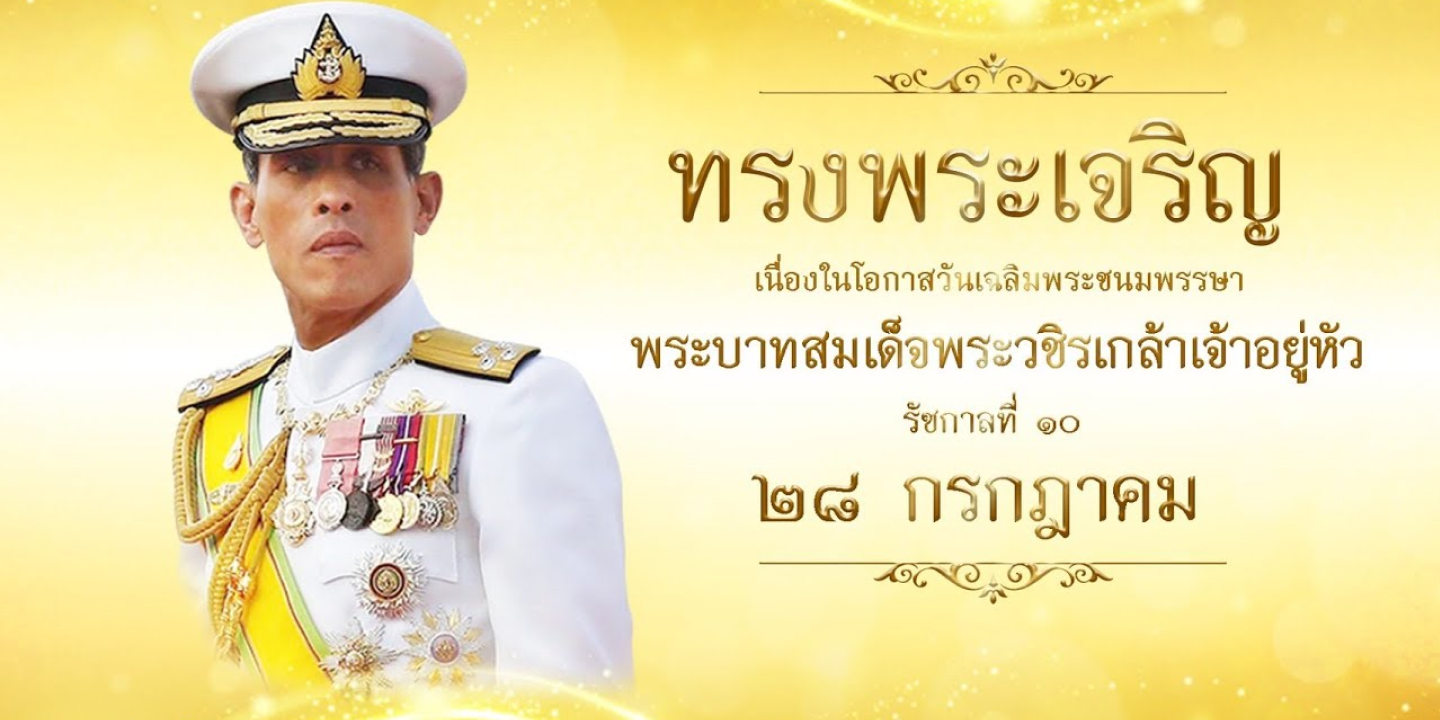 ทรงพระเจริญ
เนื่องในโอกาสวันเฉลิมพระชนมพรรษา
พระบาทสมเด็จพระวชิรเกล้าเจ้าอยู่หัว
รัชกาลที่ ๑๐
๒๘ กรกฎาคม